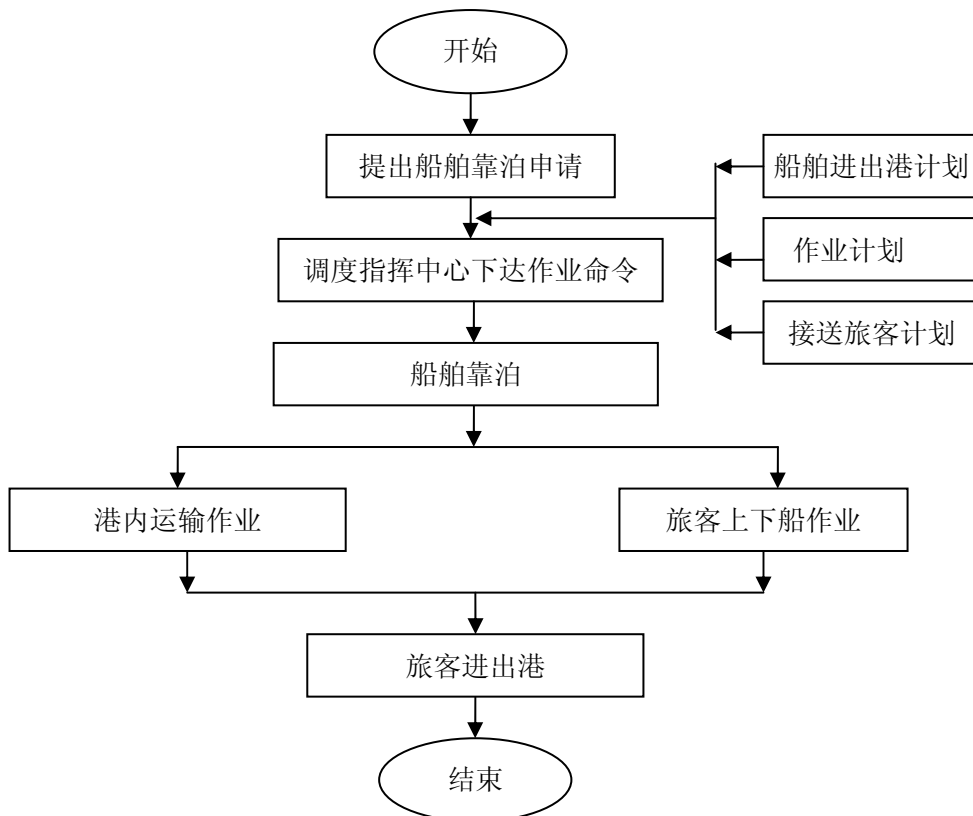 开始
提出船舶靠泊申请
船舶进出港计划
作业计划
调度指挥中心下达作业命令
接送旅客计划
船舶靠泊
港内运输作业
旅客上下船作业
旅客进出港
结束